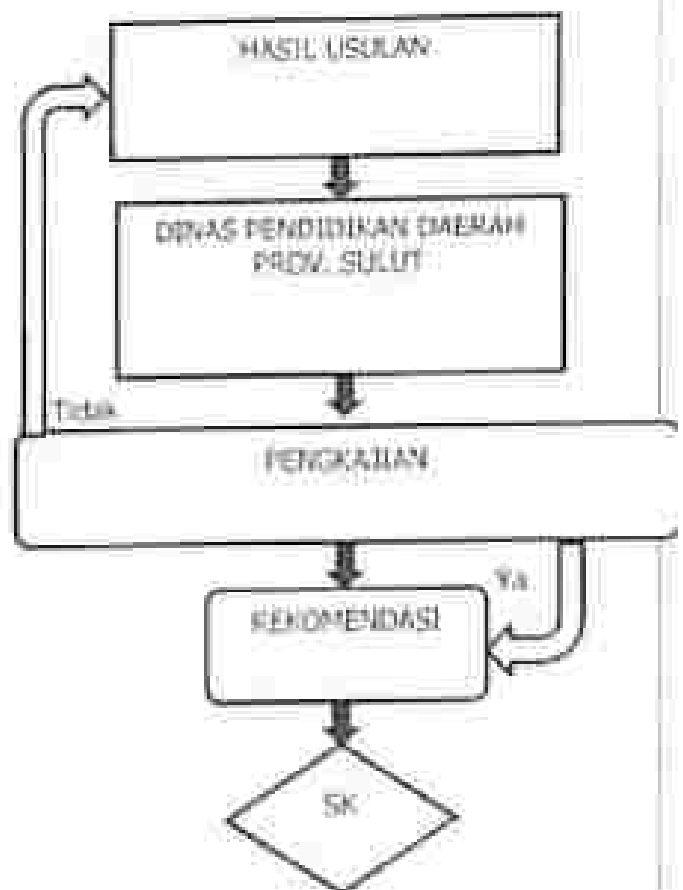 HASIL USULAN
DINAS PENDIDIKAN DAERAH
PROV. SULUT
Tidak
PENGKAJIAN
Ya
REKOMENDASI
SK